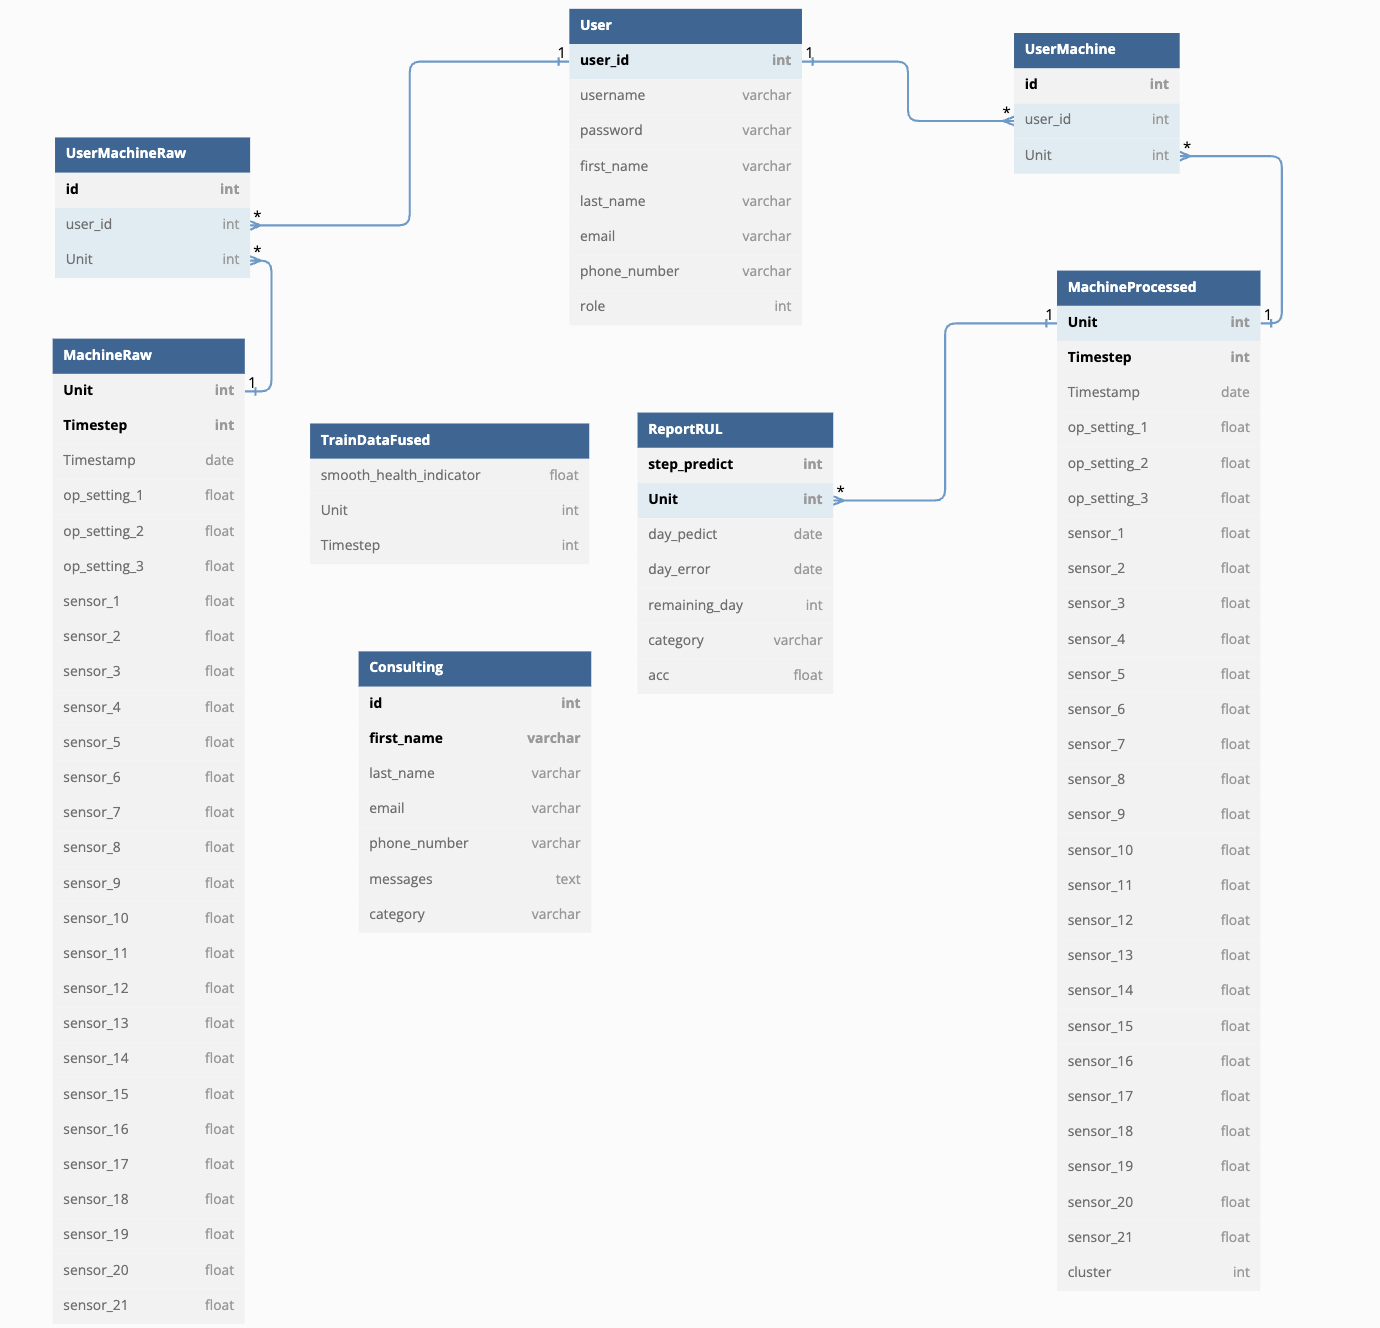 User
1 user_id int 1
username varchar
password varchar
first_name varchar
last_name varchar
email varchar
phone_number varchar
role int
UserMachine
id int
* user_id int
Unit int *
UserMachineRaw
id int
user_id int *
Unit int *
MachineRaw
Unit int 1
Timestep int
Timestamp date
op_setting_1 float
op_setting_2 float
op_setting_3 float
sensor_1 float
sensor_2 float
sensor_3 float
sensor_4 float
sensor_5 float
sensor_6 float
sensor_7 float
sensor_8 float
sensor_9 float
sensor_10 float
sensor_11 float
sensor_12 float
sensor_13 float
sensor_14 float
sensor_15 float
sensor_16 float
sensor_17 float
sensor_18 float
sensor_19 float
sensor_20 float
sensor_21 float
TrainDataFused
smooth_health_indicator float
Unit int
Timestep int
Consulting
id int
first_name varchar
last_name varchar
email varchar
phone_number varchar
messages text
category varchar
ReportRUL
step_predict int
Unit int *
day_pedict date
day_error date
remaining_day int
category varchar
acc float
MachineProcessed
1 Unit int 1
Timestep int
Timestamp date
op_setting_1 float
op_setting_2 float
op_setting_3 float
sensor_1 float
sensor_2 float
sensor_3 float
sensor_4 float
sensor_5 float
sensor_6 float
sensor_7 float
sensor_8 float
sensor_9 float
sensor_10 float
sensor_11 float
sensor_12 float
sensor_13 float
sensor_14 float
sensor_15 float
sensor_16 float
sensor_17 float
sensor_18 float
sensor_19 float
sensor_20 float
sensor_21 float
cluster int